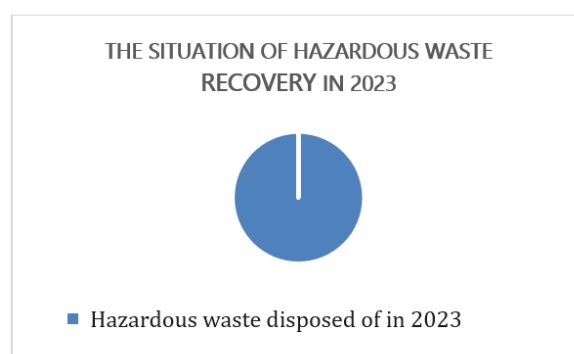 THE SITUATION OF HAZARDOUS WASTE
RECOVERY IN 2023
Hazardous waste disposed of in 2023